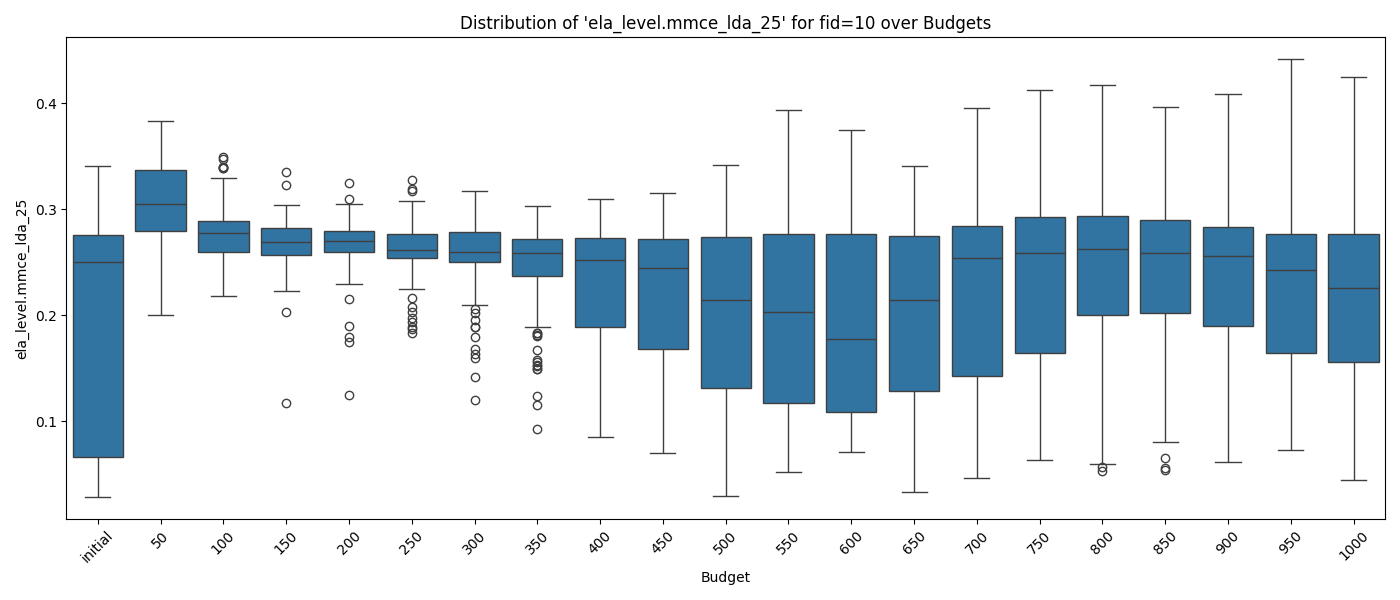 Distribution of 'ela_level.mmce_lda_25' for fid=10 over Budgets
ela_level.mmce_lda_25
0.4
0.3
0.2
0.1
initial 50 100 150 200 250 300 350 400 450 500 550 600 650 700 750 800 850 900 950 1000
Budget